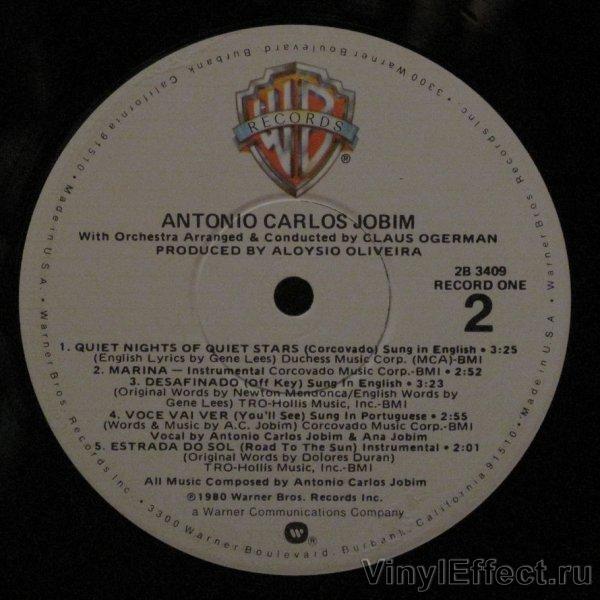 3300 Warner Boulevard, Burbank, California 91510 • Made in U.S.A. • Warner Bros. Records Inc. • 3300 Warner Boulevard, Burbank, California 91510 • Made in U.S.A. • Warner Bros. Records Inc. •
WB
RECORDS
®
ANTONIO CARLOS JOBIM
With Orchestra Arranged & Conducted by CLAUS OGERMAN
PRODUCED BY ALOYSIO OLIVEIRA
2B 3409
RECORD ONE
2
1. QUIET NIGHTS OF QUIET STARS (Corcovado) Sung in English • 3:25
(English Lyrics by Gene Lees) Duchess Music Corp. (MCA)-BMI
2. MARINA — Instrumental Corcovado Music Corp.-BMI • 2:52
3. DESAFINADO (Off Key) Sung in English • 3:23
(Original Words by Newton Mendonca/English Words by
Gene Lees) TRO-Hollis Music, Inc.-BMI
4. VOCE VAI VER (You'll See) Sung in Portuguese • 2:55
(Words & Music by A.C. Jobim) Corcovado Music Corp.-BMI
Vocal by Antonio Carlos Jobim & Ana Jobim
5. ESTRADA DO SOL (Road To The Sun) Instrumental • 2:01
(Original Words by Dolores Duran)
TRO-Hollis Music, Inc.-BMI
All Music Composed by Antonio Carlos Jobim
℗1980 Warner Bros. Records Inc.
a Warner Communications Company
®
VinylEffect.ru